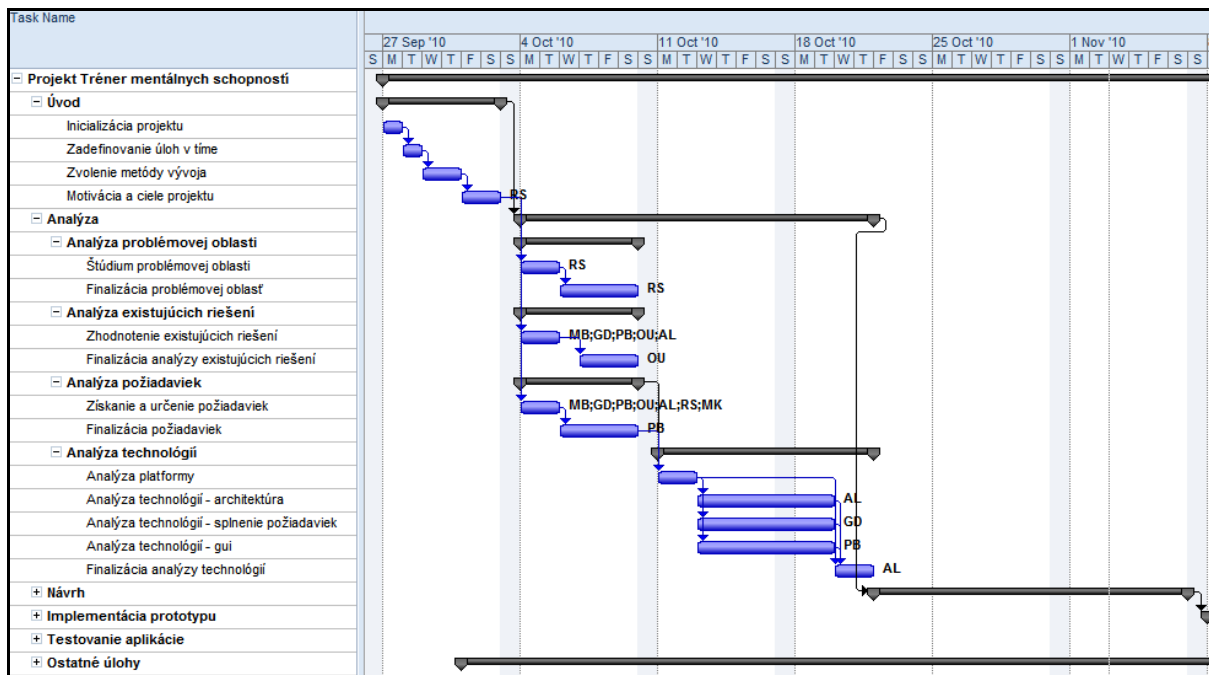 Task Name
27 Sep '10 4 Oct '10 11 Oct '10 18 Oct '10 25 Oct '10 1 Nov '10
S M T W T F S S M T W T F S S M T W T F S S M T W T F S S M T W T F S S M T W T F S S
Projekt Tréner mentálnych schopností
Úvod
Inicializácia projektu
Zadefinovanie úloh v tíme
Zvolenie metódy vývoja
Motivácia a ciele projektu RS
Analýza
Analýza problémovej oblasti
Štúdium problémovej oblasti RS
Finalizácia problémovej oblasť RS
Analýza existujúcich riešení
Zhodnotenie existujúcich riešení MB;GD;PB;OU;AL
Finalizácia analýzy existujúcich riešení OU
Analýza požiadaviek
Získanie a určenie požiadaviek MB;GD;PB;OU;AL;RS;MK
Finalizácia požiadaviek PB
Analýza technológií
Analýza platformy
Analýza technológií - architektúra AL
Analýza technológií - splnenie požiadaviek GD
Analýza technológií - gui PB
Finalizácia analýzy technológií AL
Návrh
Implementácia prototypu
Testovanie aplikácie
Ostatné úlohy